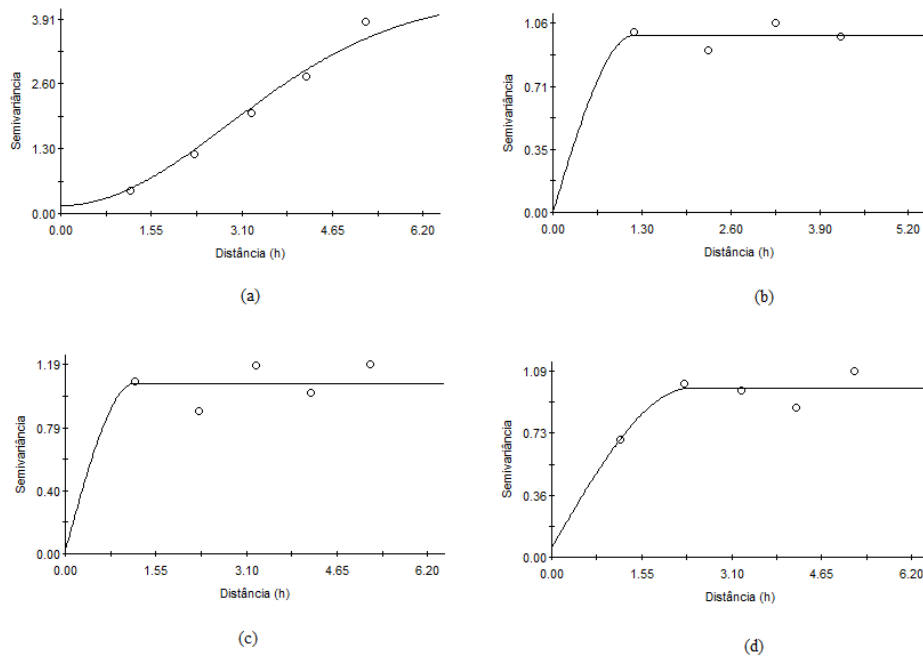 3.91
2.60
1.30
0.00
Semivariância
0.00 1.55 3.10 4.65 6.20
Distância (h)
(a)
1.06
0.71
0.35
0.00
Semivariância
0.00 1.30 2.60 3.90 5.20
Distância (h)
(b)
1.19
0.79
0.40
0.00
Semivariância
0.00 1.55 3.10 4.65 6.20
Distância (h)
(c)
1.09
0.73
0.36
0.00
Semivariância
0.00 1.55 3.10 4.65 6.20
Distância (h)
(d)